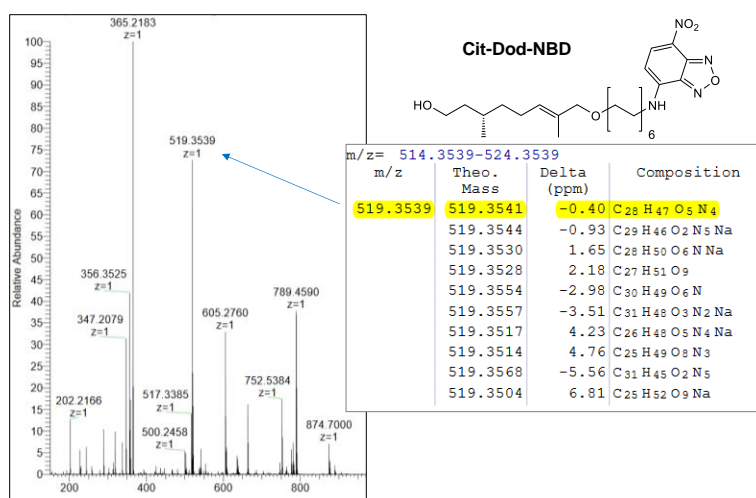 365.2183
z=1
100
95
90
85
80
75
70
65
60
55
50
45
40
35
30
25
20
15
10
5
0
Relative Abundance
519.3539
z=1
356.3525
z=1
347.2079
z=1
789.4590
z=1
605.2760
z=1
202.2166
z=1
517.3385
z=1
500.2458
z=1
752.5384
z=1
874.7000
z=1
200
400
600
800
Cit-Dod-NBD
NO2
N
O
N
NH
HO
O
6
m/z= 514.3539-524.3539
m/z Theo. Mass Delta (ppm) Composition
519.3539 519.3541 -0.40 C28 H47 O5 N4
519.3544 -0.93 C29 H46 O2 N5 Na
519.3530 1.65 C28 H50 O6 N Na
519.3528 2.18 C27 H51 O9
519.3554 -2.98 C30 H49 O6 N
519.3557 -3.51 C31 H48 O3 N2 Na
519.3517 4.23 C26 H48 O5 N4 Na
519.3514 4.76 C25 H49 O8 N3
519.3568 -5.56 C31 H45 O2 N5
519.3504 6.81 C25 H52 O9 Na